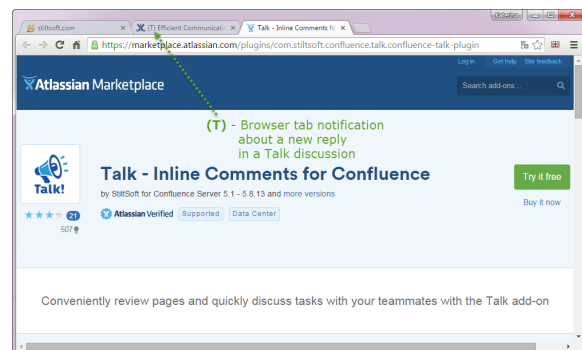 stiltsoft.com
(T) Efficient Communicatio
Talk - Inline Comments fo
https://marketplace.atlassian.com/plugins/com.stiltsoft.confluence.talk.confluence-talk-plugin
Log in Get help Site feedback
Atlassian Marketplace
Search add-ons...
(T) - Browser tab notification
about a new reply
in a Talk discussion
Talk!
Talk - Inline Comments for Confluence
Try it free
by StiltSoft for Confluence Server 5.1 - 5.8.13 and more versions
Buy it now
21
Atlassian Verified Supported Data Center
507
Conveniently review pages and quickly discuss tasks with your teammates with the Talk add-on